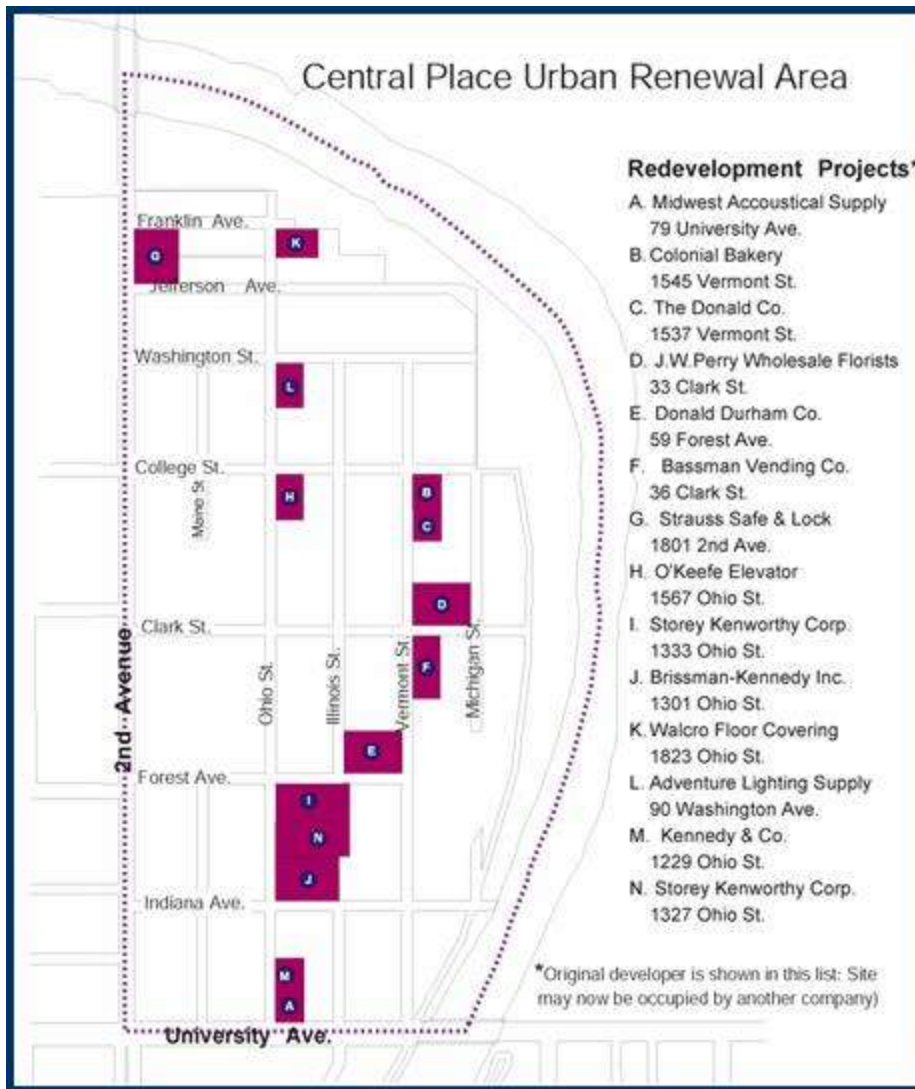 Central Place Urban Renewal Area
Redevelopment Projects*
A. Midwest Accoustical Supply
79 University Ave.
B. Colonial Bakery
1545 Vermont St.
C. The Donald Co.
1537 Vermont St.
D. J.W.Perry Wholesale Florists
33 Clark St.
E. Donald Durham Co.
59 Forest Ave.
F. Bassman Vending Co.
36 Clark St.
G. Strauss Safe & Lock
1801 2nd Ave.
H. O'Keefe Elevator
1567 Ohio St.
I. Storey Kenworthy Corp.
1333 Ohio St.
J. Brissman-Kennedy Inc.
1301 Ohio St.
K. Walcro Floor Covering
1823 Ohio St.
L. Adventure Lighting Supply
90 Washington Ave.
M. Kennedy & Co.
1229 Ohio St.
N. Storey Kenworthy Corp.
1327 Ohio St.
*Original developer is shown in this list: Site
may now be occupied by another company)
Franklin Ave.
K
G
Jefferson Ave.
Washington St.
L
College St.
Maine St
H
B
C
D
Clark St.
2nd Avenue
Ohio St.
Illinois St.
Vermont St.
Michigan St.
F
E
Forest Ave.
I
N
J
Indiana Ave.
M
A
University Ave.